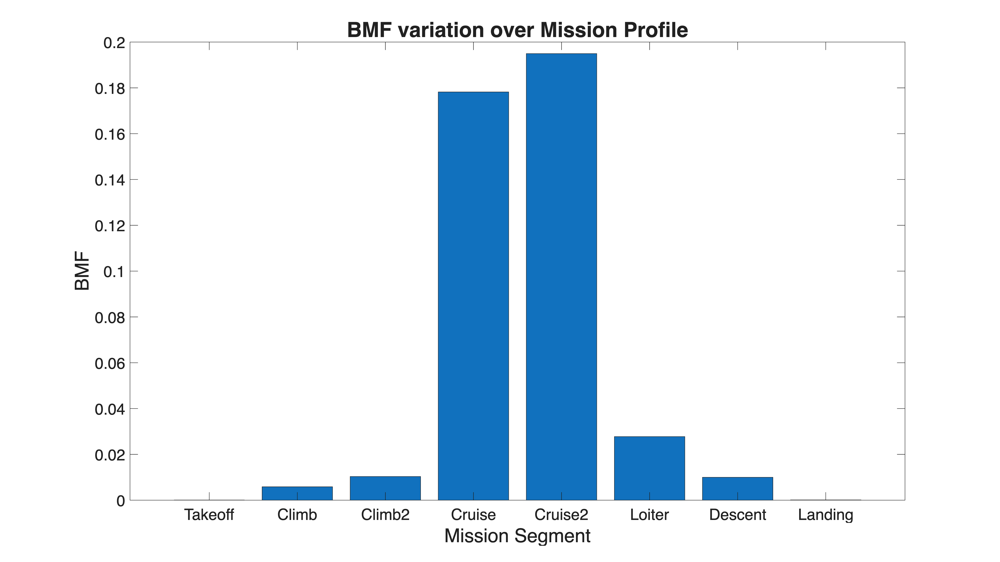 BMF variation over Mission Profile
0.2
0.18
0.16
0.14
0.12
0.1
0.08
0.06
0.04
0.02
0
BMF
Takeoff Climb Climb2 Cruise Cruise2 Loiter Descent Landing
Mission Segment